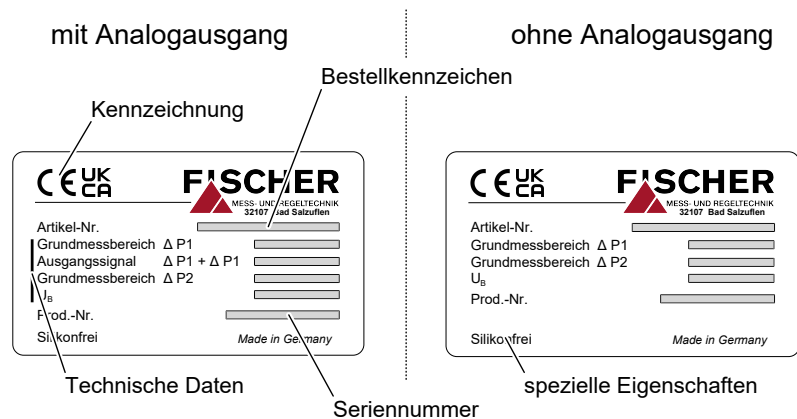 mit Analogausgang
ohne Analogausgang
Bestellkennzeichen
Kennzeichnung
CE UK CA
FISCHER
MESS- UND REGELTECHNIK
32107 Bad Salzuflen
Artikel-Nr.
Grundmessbereich Δ P1
Ausgangssignal Δ P1 + Δ P1
Grundmessbereich Δ P2
UB
Prod.-Nr.
Silikonfrei Made in Germany
CE UK CA
FISCHER
MESS- UND REGELTECHNIK
32107 Bad Salzuflen
Artikel-Nr.
Grundmessbereich Δ P1
Grundmessbereich Δ P2
UB
Prod.-Nr.
Silikonfrei Made in Germany
Technische Daten
spezielle Eigenschaften
Seriennummer